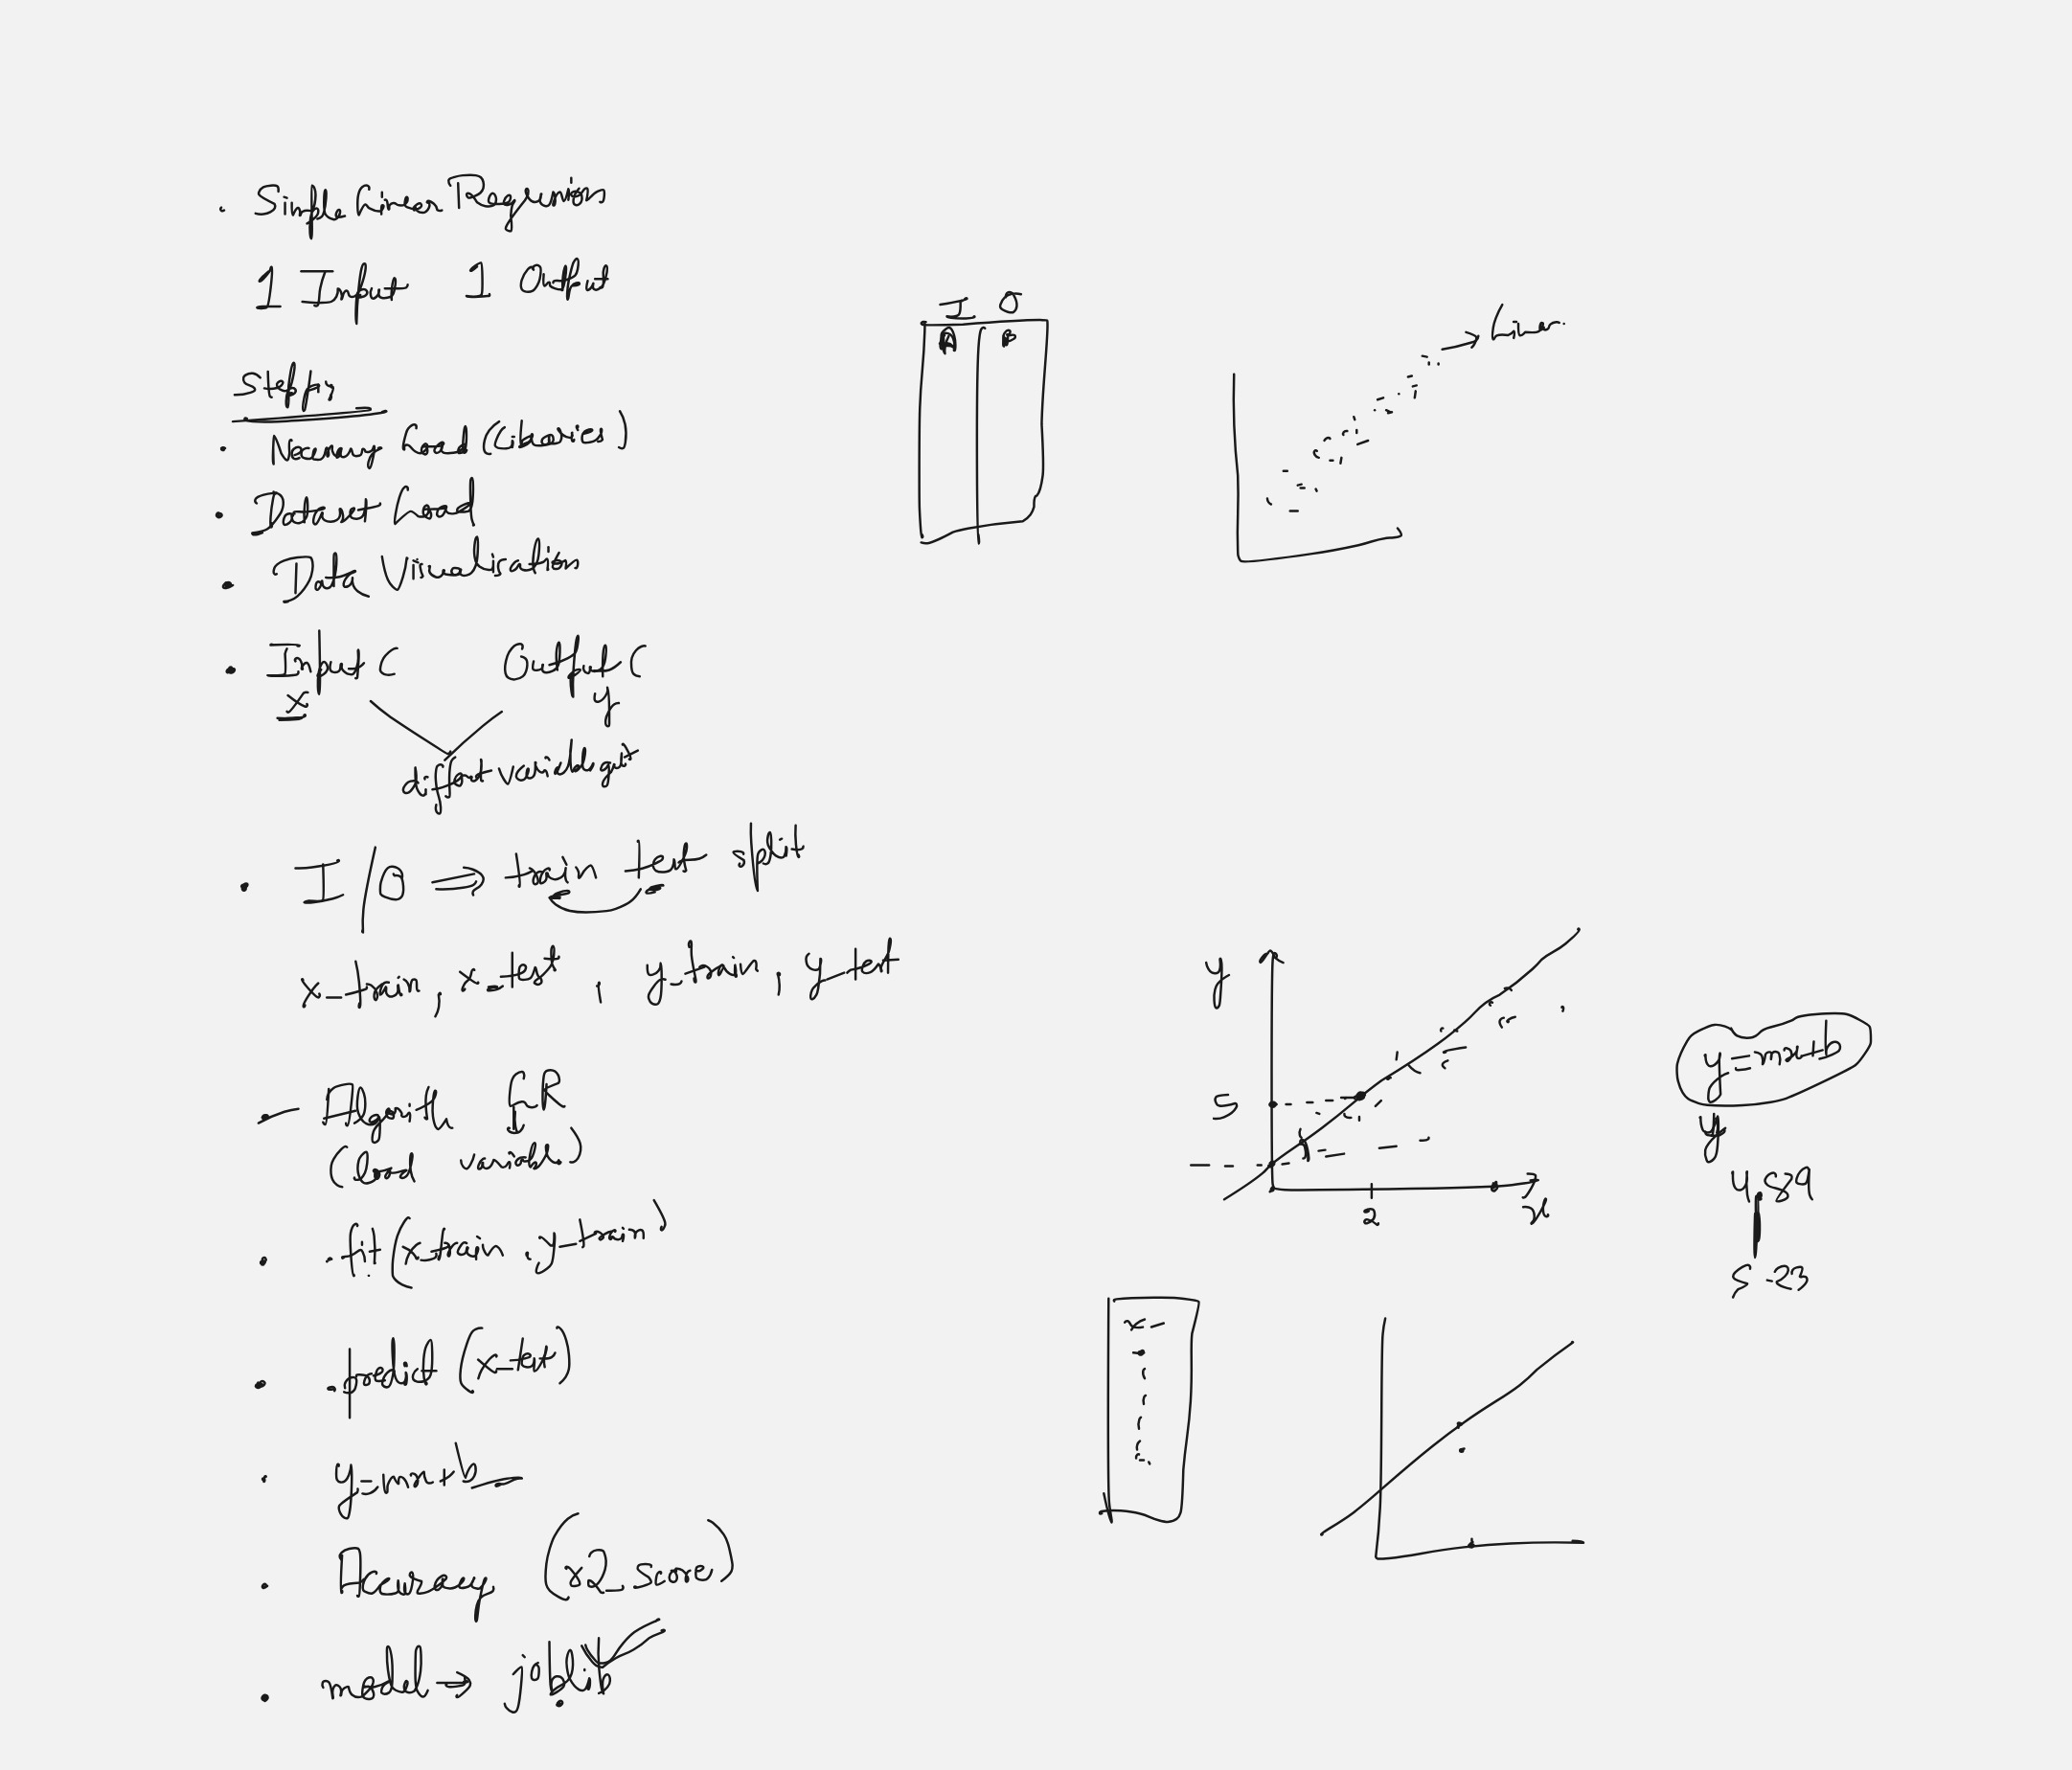 . Simple Linear Regression
1 Input 1 Output
Steps
. Necessary Load (Libraries)
. Dataset Load
. Data Visualisation
. Input C Output C
x y
different variable
. I/O ⇒ train test split
x_train, x_test, y_train, y_test
- Algorith LR
(load variable)
. .fit (x_train, y_train)
. .predict (x_test)
. y=mx+b
. Accuracy (r2_score)
. model → joblib
I O
→ Linear
y
5
2
x
y=mx+b
y
4.89
5.23
x-